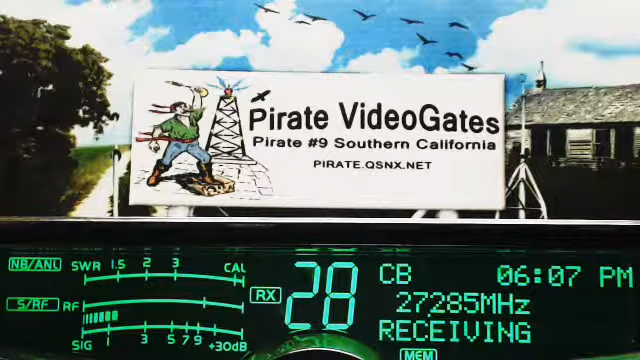 Pirate VideoGates
Pirate #9 Southern California
PIRATE.QSNX.NET
NB/ANL SWR 1.5 2 3 CAL
28 CB 06:07 PM
S/RF RF RX 27285MHz
SIG 1 3 5 7 9 +30dB RECEIVING
MEM